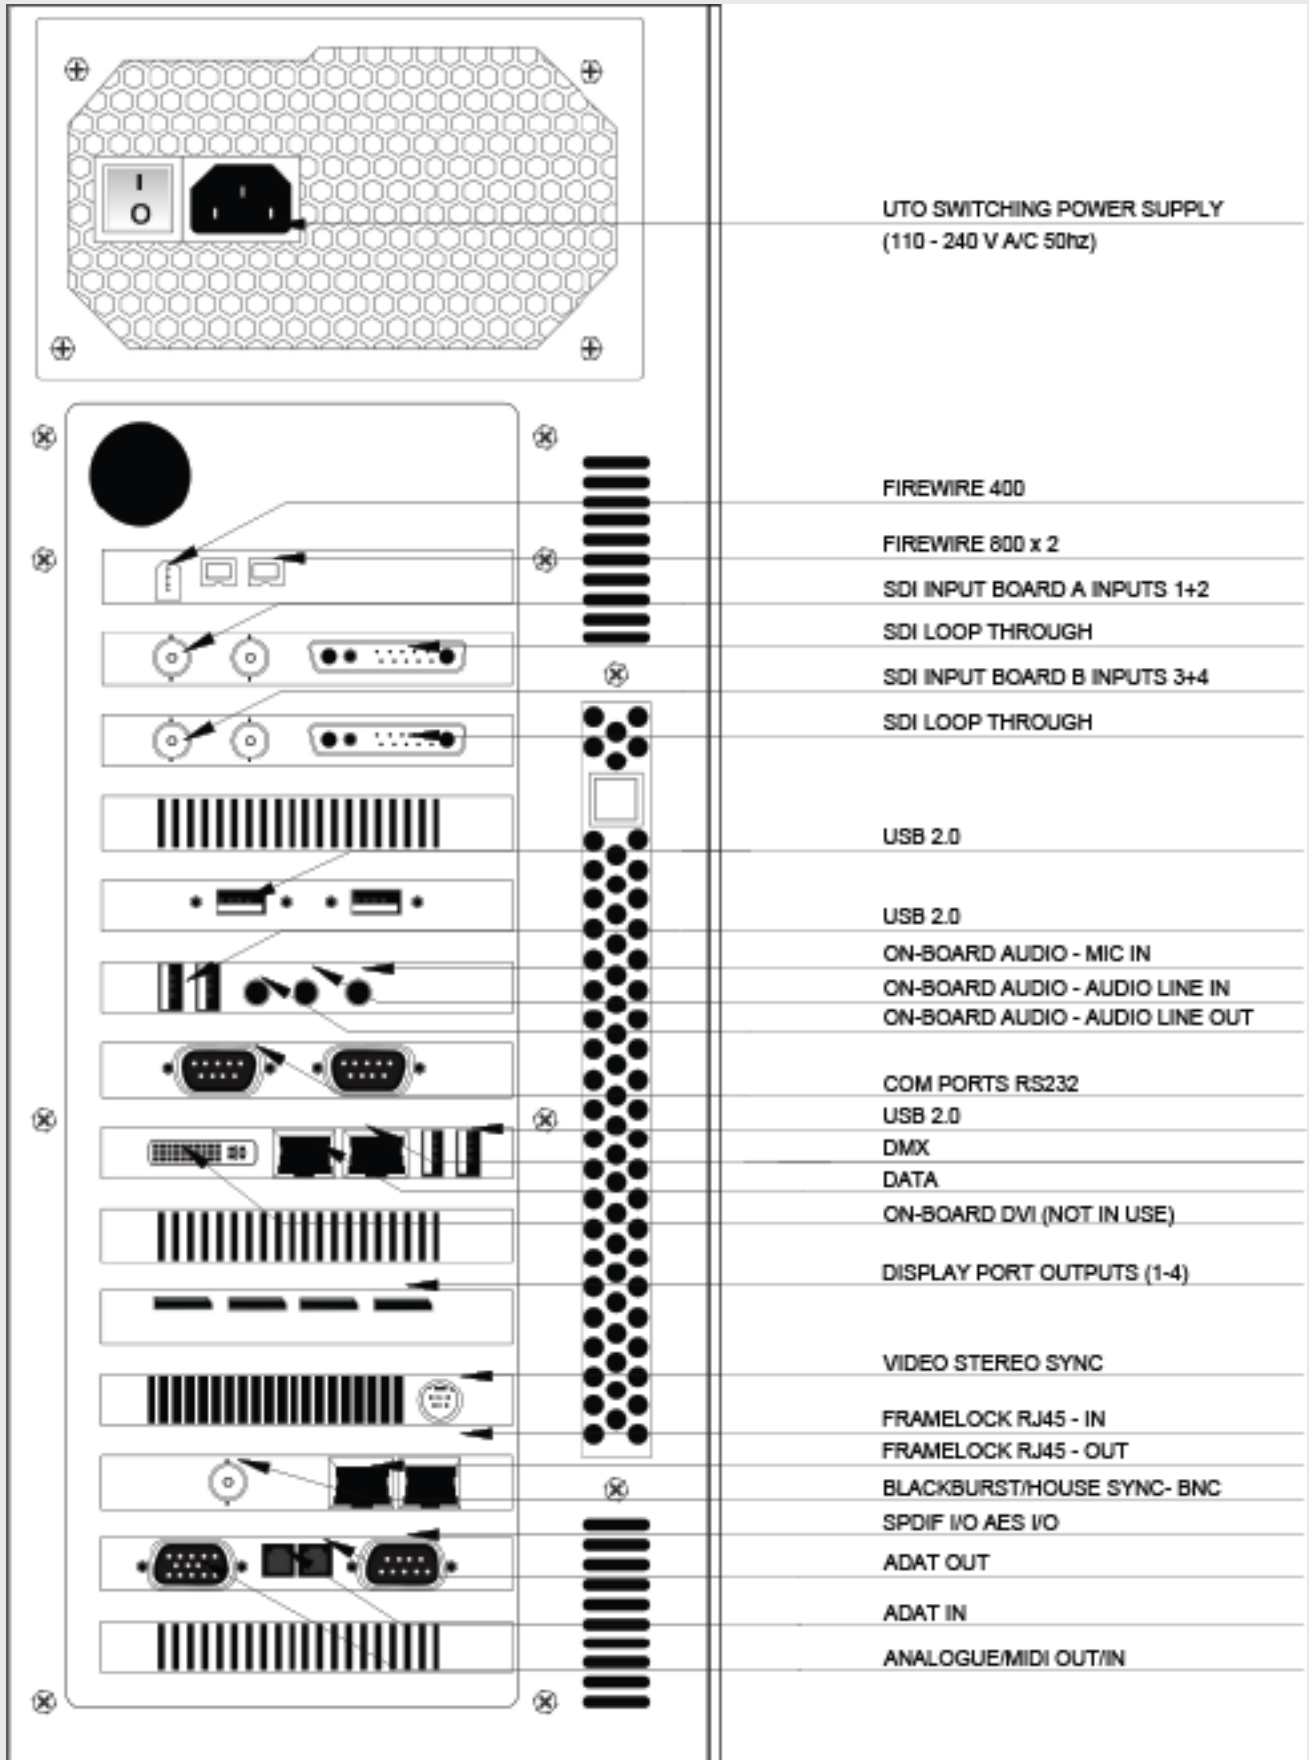 I
O
UTO SWITCHING POWER SUPPLY
(110 - 240 V A/C 50hz)
FIREWIRE 400
FIREWIRE 800 x 2
SDI INPUT BOARD A INPUTS 1+2
SDI LOOP THROUGH
SDI INPUT BOARD B INPUTS 3+4
SDI LOOP THROUGH
USB 2.0
USB 2.0
ON-BOARD AUDIO - MIC IN
ON-BOARD AUDIO - AUDIO LINE IN
ON-BOARD AUDIO - AUDIO LINE OUT
COM PORTS RS232
USB 2.0
DMX
DATA
ON-BOARD DVI (NOT IN USE)
DISPLAY PORT OUTPUTS (1-4)
VIDEO STEREO SYNC
FRAMELOCK RJ45 - IN
FRAMELOCK RJ45 - OUT
BLACKBURST/HOUSE SYNC- BNC
SPDIF I/O AES I/O
ADAT OUT
ADAT IN
ANALOGUE/MIDI OUT/IN